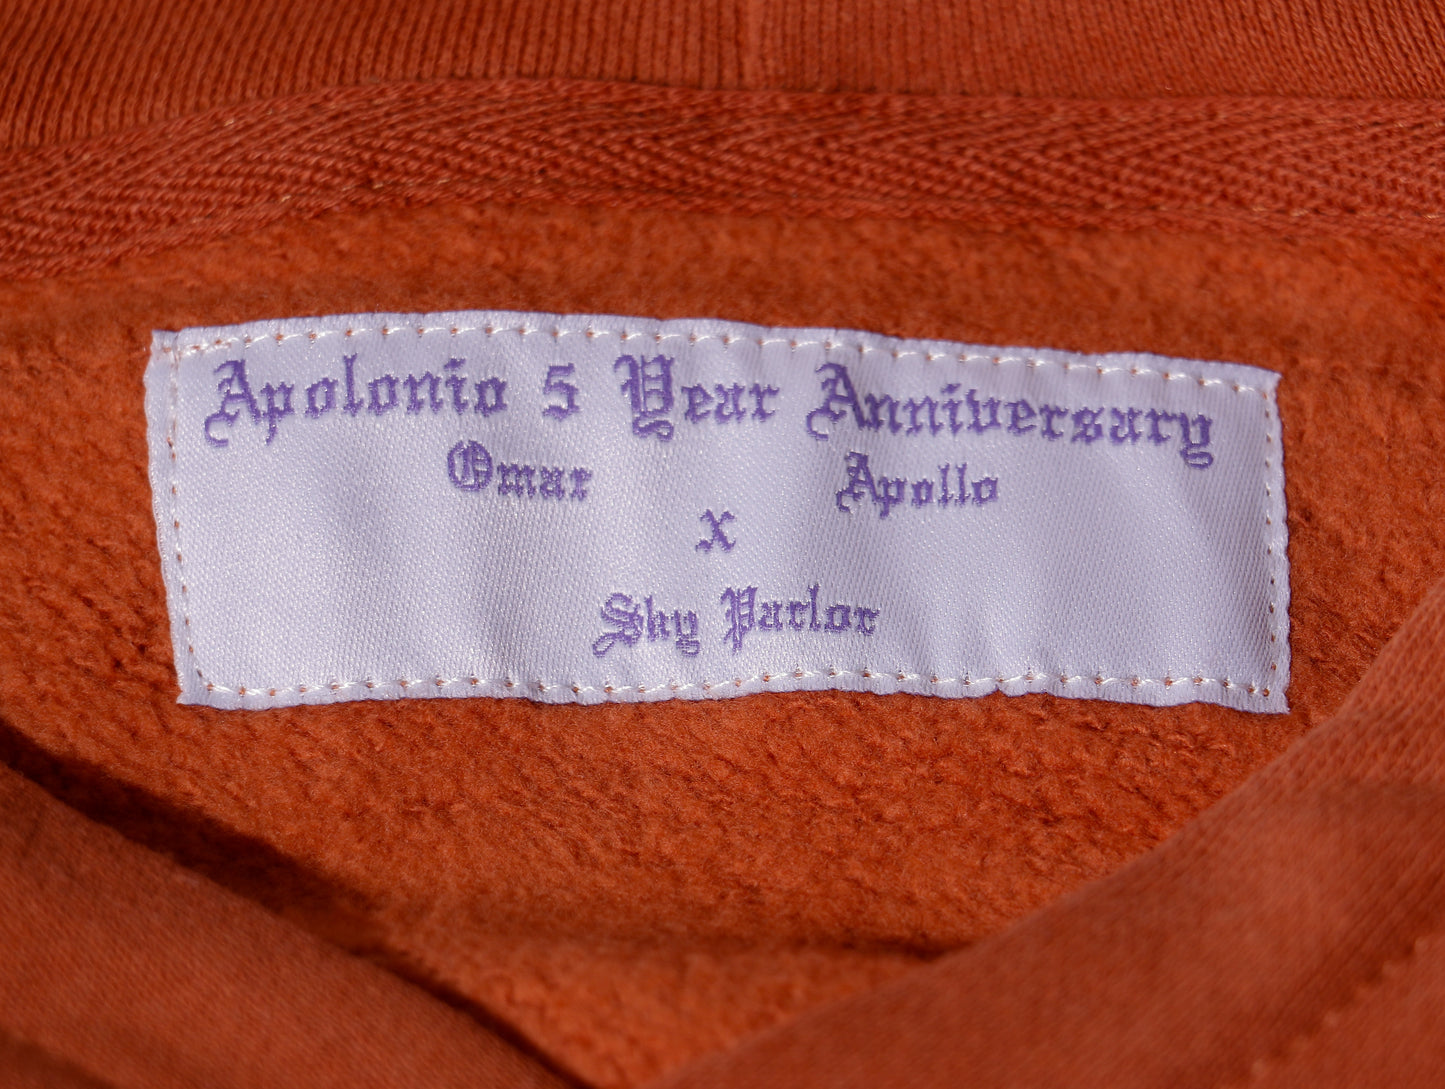 Apolonio 5 Year Anniversary
Omar Apollo
x
Sky Parlor